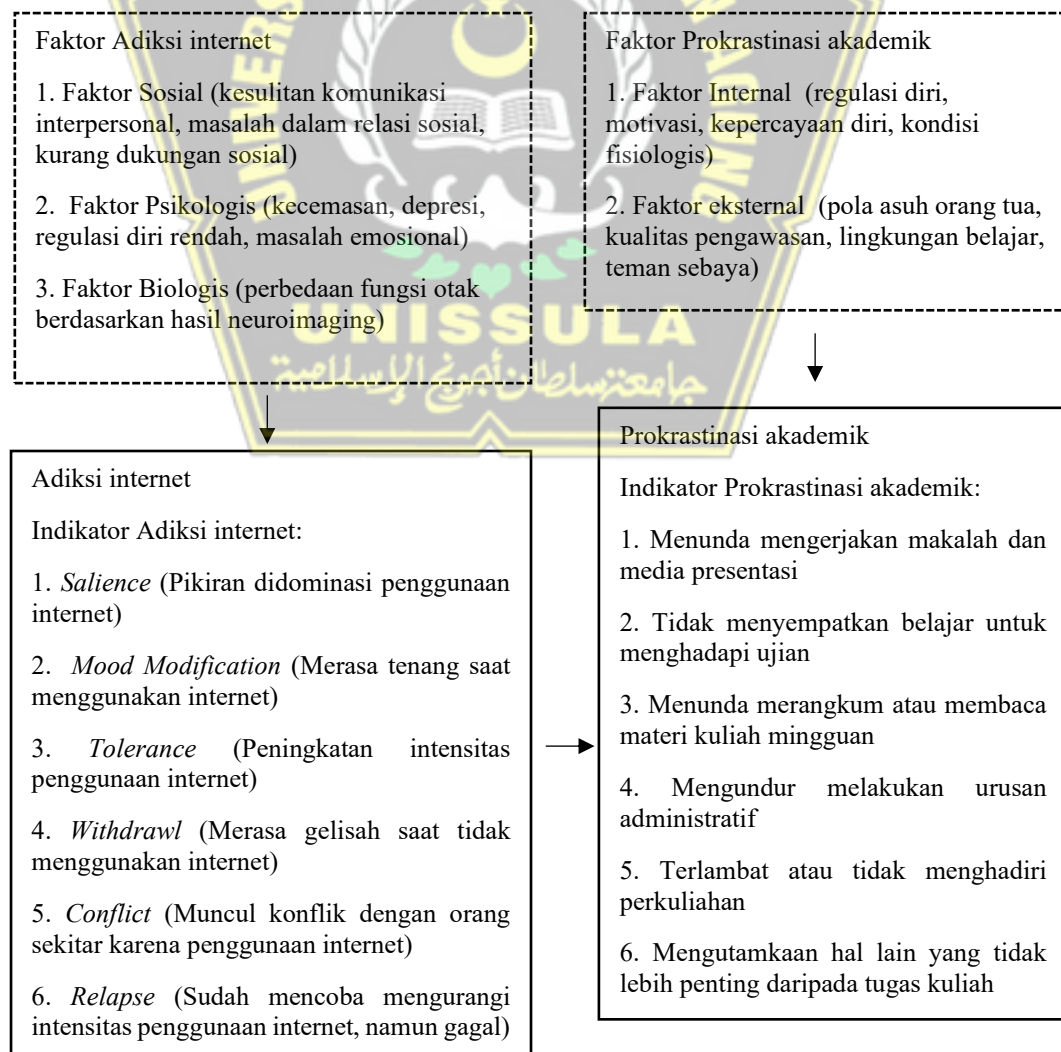 Faktor Adiksi internet
1. Faktor Sosial (kesulitan komunikasi
interpersonal, masalah dalam relasi sosial,
kurang dukungan sosial)
2. Faktor Psikologis (kecemasan, depresi,
regulasi diri rendah, masalah emosional)
3. Faktor Biologis (perbedaan fungsi otak
berdasarkan hasil neuroimaging)
Faktor Prokrastinasi akademik
1. Faktor Internal (regulasi diri,
motivasi, kepercayaan diri, kondisi
fisiologis)
2. Faktor eksternal (pola asuh orang tua,
kualitas pengawasan, lingkungan belajar,
teman sebaya)
UNISSULA
جامعتسلطان أجونج الإسلامية
Adiksi internet
Indikator Adiksi internet:
1. Salience (Pikiran didominasi penggunaan
internet)
2. Mood Modification (Merasa tenang saat
menggunakan internet)
3. Tolerance (Peningkatan intensitas
penggunaan internet)
4. Withdrawl (Merasa gelisah saat tidak
menggunakan internet)
5. Conflict (Muncul konflik dengan orang
sekitar karena penggunaan internet)
6. Relapse (Sudah mencoba mengurangi
intensitas penggunaan internet, namun gagal)
Prokrastinasi akademik
Indikator Prokrastinasi akademik:
1. Menunda mengerjakan makalah dan
media presentasi
2. Tidak menyempatkan belajar untuk
menghadapi ujian
3. Menunda merangkum atau membaca
materi kuliah mingguan
4. Mengundur melakukan urusan
administratif
5. Terlambat atau tidak menghadiri
perkuliahan
6. Mengutamkaan hal lain yang tidak
lebih penting daripada tugas kuliah